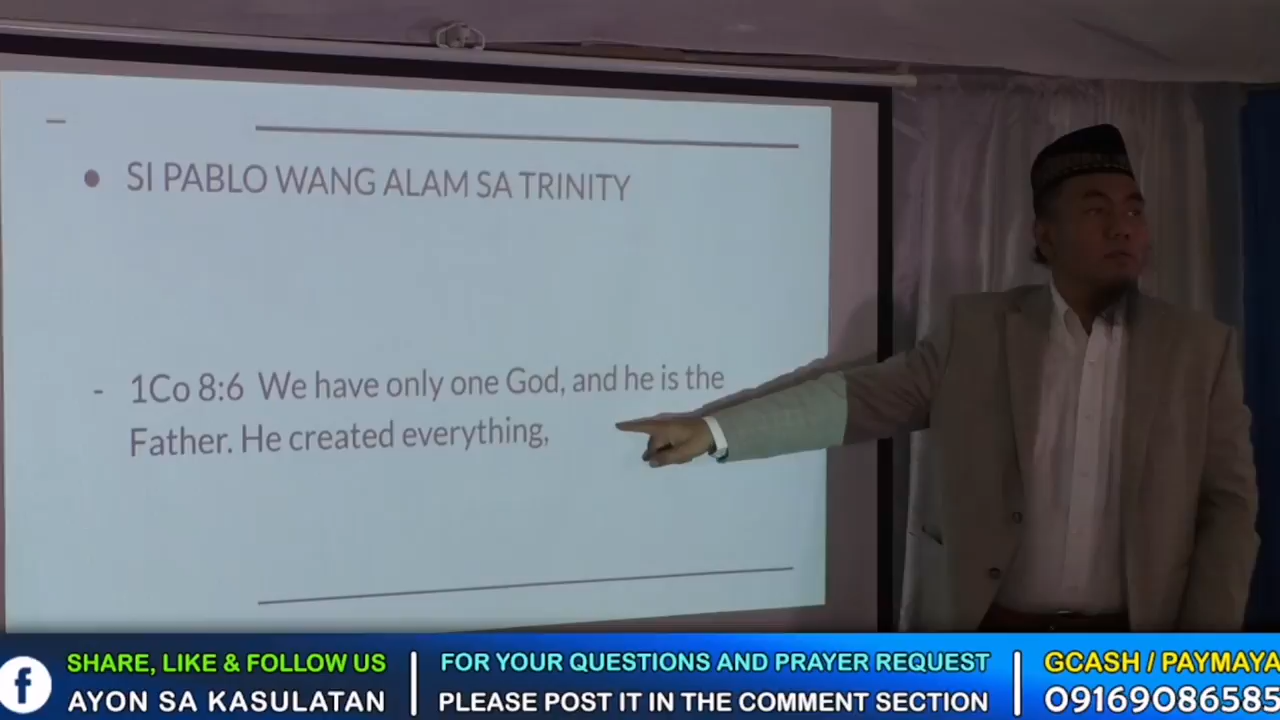 • SI PABLO WANG ALAM SA TRINITY
- 1Co 8:6 We have only one God, and he is the
Father. He created everything,
f
SHARE, LIKE & FOLLOW US
AYON SA KASULATAN
FOR YOUR QUESTIONS AND PRAYER REQUEST
PLEASE POST IT IN THE COMMENT SECTION
GCASH / PAYMAYA
09169086585